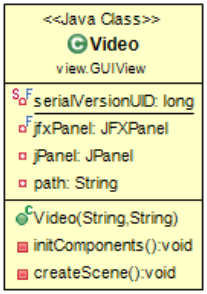 <<Java Class>>
C Video
view.GUIView
S F serialVersionUID: long
F jfxPanel: JFXPanel
jPanel: JPanel
path: String
C Video(String,String)
initComponents():void
createScene():void